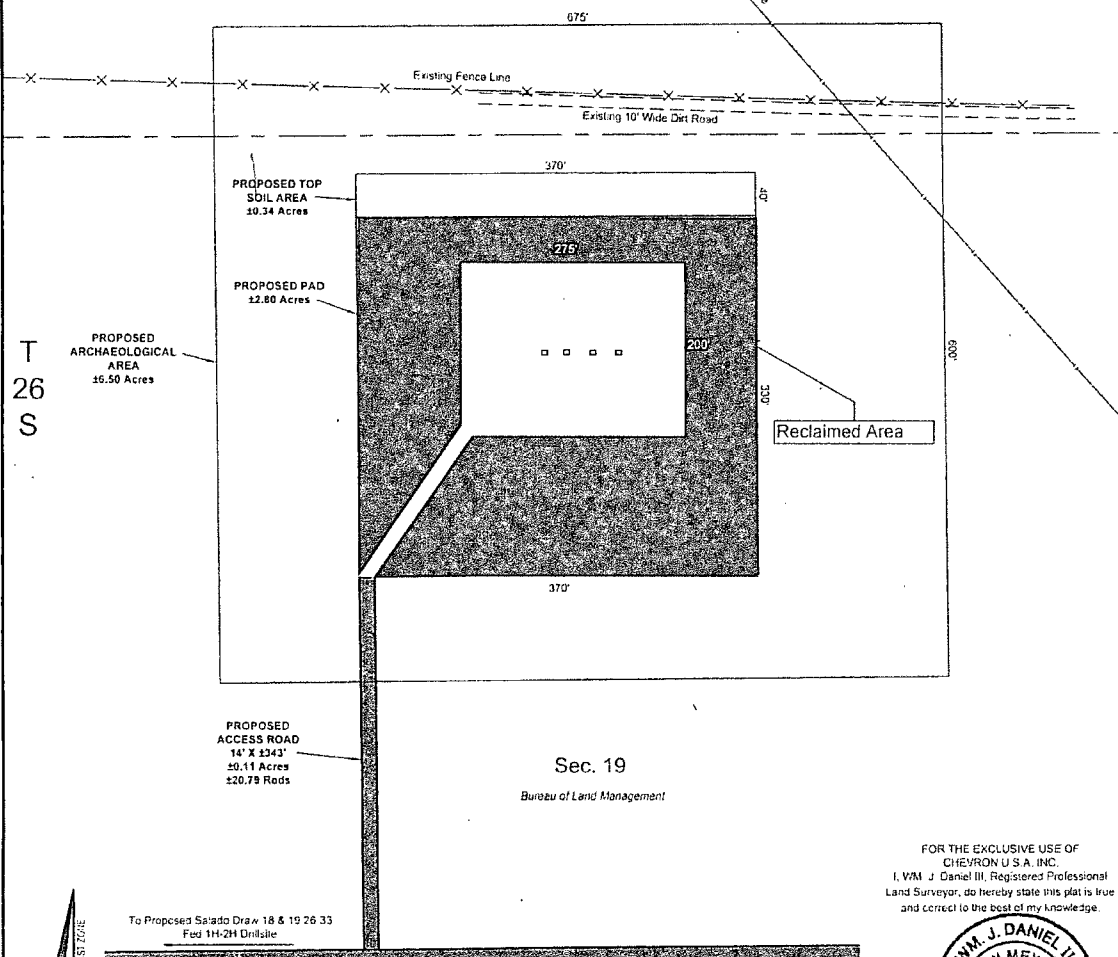 675'
Existing Fence Line
Existing 10' Wide Dirt Road
370'
40'
PROPOSED TOP
SOIL AREA
±0.34 Acres
275'
PROPOSED PAD
±2.80 Acres
PROPOSED
ARCHAEOLOGICAL
AREA
±6.50 Acres
T
26
S
200'
600'
330'
Reclaimed Area
370'
PROPOSED
ACCESS ROAD
14' X ±343'
±0.11 Acres
±20.79 Rods
Sec. 19
Bureau of Land Management
FOR THE EXCLUSIVE USE OF
CHEVRON U.S.A. INC.
I, WM. J. Daniel III, Registered Professional
Land Surveyor, do hereby state this plat is true
and correct to the best of my knowledge.
To Proposed Salado Draw 18 & 19 26 33
Fed 1H-2H Drillsite
ZONE
WM. J. DANIEL